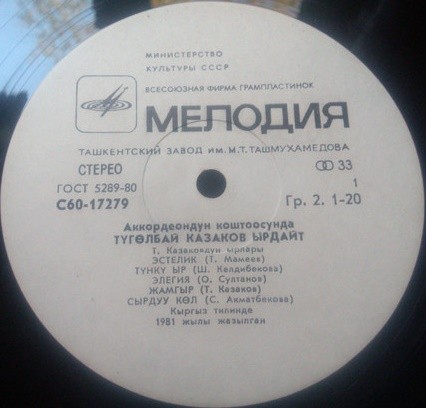 МИНИСТЕРСТВО
КУЛЬТУРЫ СССР
ВСЕСОЮЗНАЯ ФИРМА ГРАМПЛАСТИНОК
МЕЛОДИЯ
ТАШКЕНТСКИЙ ЗАВОД ИМ. М.Т. ТАШМУХАМЕДОВА
СТЕРЕО
33
ГОСТ 5289-80
1
С60-17279
Гр. 2. 1-20
Аккордеондун коштоосунда
ТҮГӨЛБАЙ КАЗАКОВ ЫРДАЙТ
Т. Казаковдун ырлары
ЭСТЕЛИК (Т. Мамеев)
ТҮНКҮ ЫР (Ш. Келдибекова)
ЭЛЕГИЯ (О. Султанов)
ЖАМГЫР (Т. Казаков)
СЫРДУУ КӨЛ (С. Акматбекова)
Кыргыз тилинде
1981 жылы жазылган